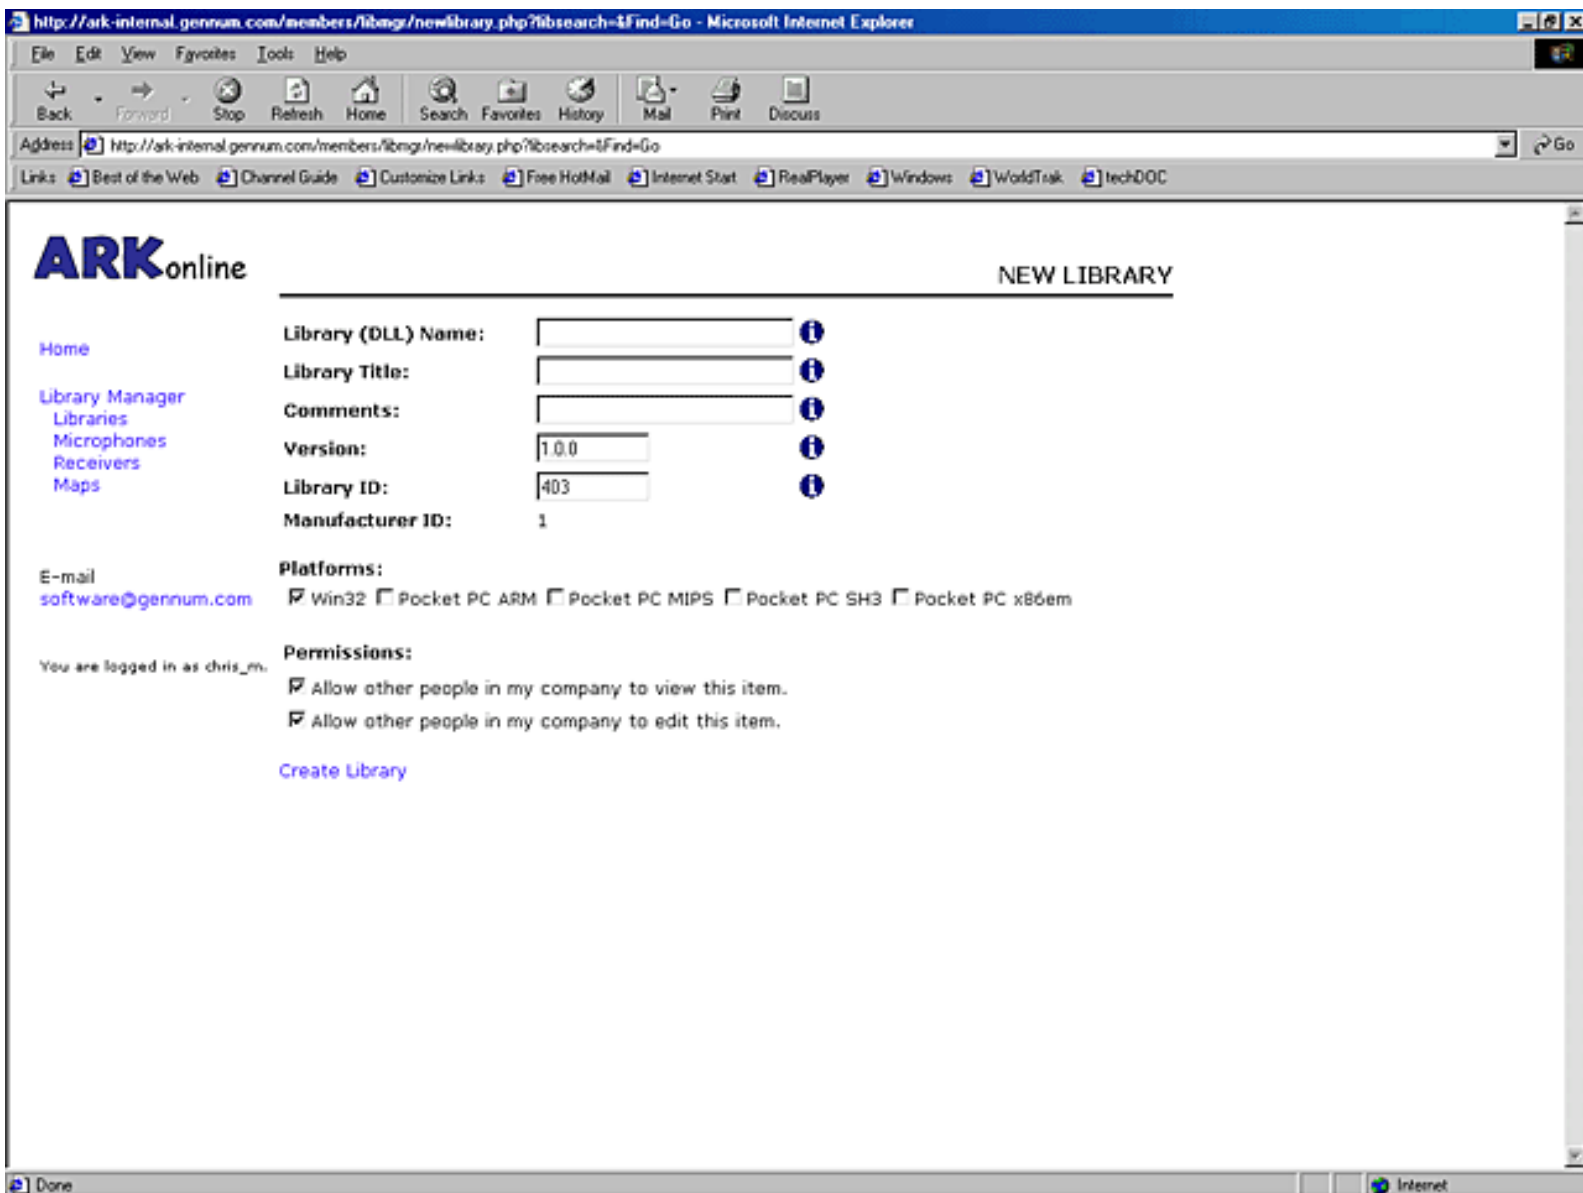 http://ark-internal.gennum.com/members/libmgr/newlibrary.php?libsearch=&Find=Go - Microsoft Internet Explorer
File Edit View Favorites Tools Help
Back Forward Stop Refresh Home Search Favorites History Mail Print Discuss
Address http://ark-internal.gennum.com/members/libmgr/newlibrary.php?libsearch=&Find=Go Go
Links Best of the Web Channel Guide Customize Links Free HotMail Internet Start RealPlayer Windows WorldTrak techDOC
ARKonline
NEW LIBRARY
Home
Library Manager
Libraries
Microphones
Receivers
Maps
E-mail
software@gennum.com
You are logged in as chris_m.
Library (DLL) Name:
Library Title:
Comments:
Version: 1.0.0
Library ID: 403
Manufacturer ID: 1
Platforms:
Win32 Pocket PC ARM Pocket PC MIPS Pocket PC SH3 Pocket PC x86em
Permissions:
Allow other people in my company to view this item.
Allow other people in my company to edit this item.
Create Library
Done Internet